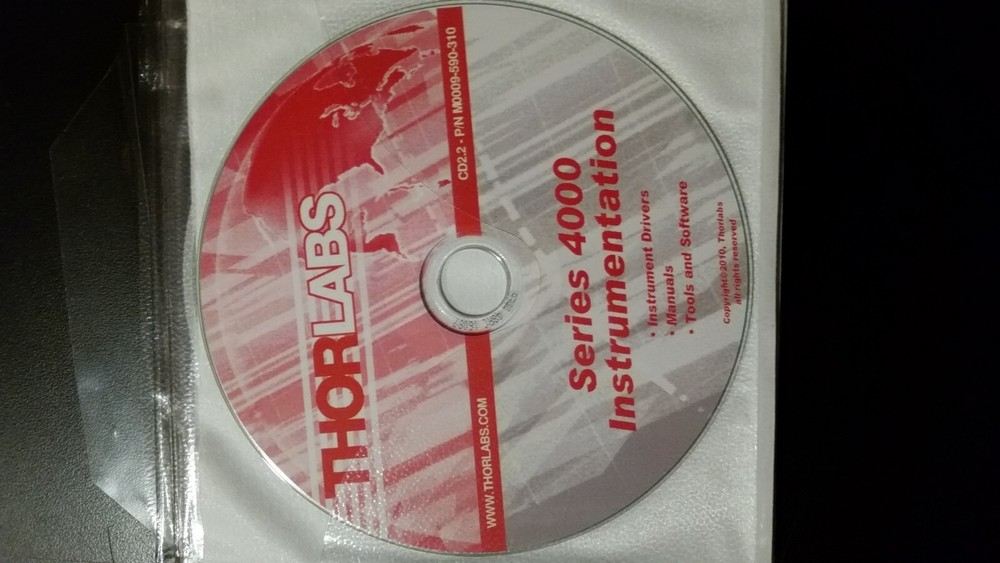 THORLABS
WWW.THORLABS.COM
CD2.2 - P/N M0009-590-310
Series 4000
Instrumentation
• Instrument Drivers
• Manuals
• Tools and Software
Copyright©2010, Thorlabs
All rights reserved